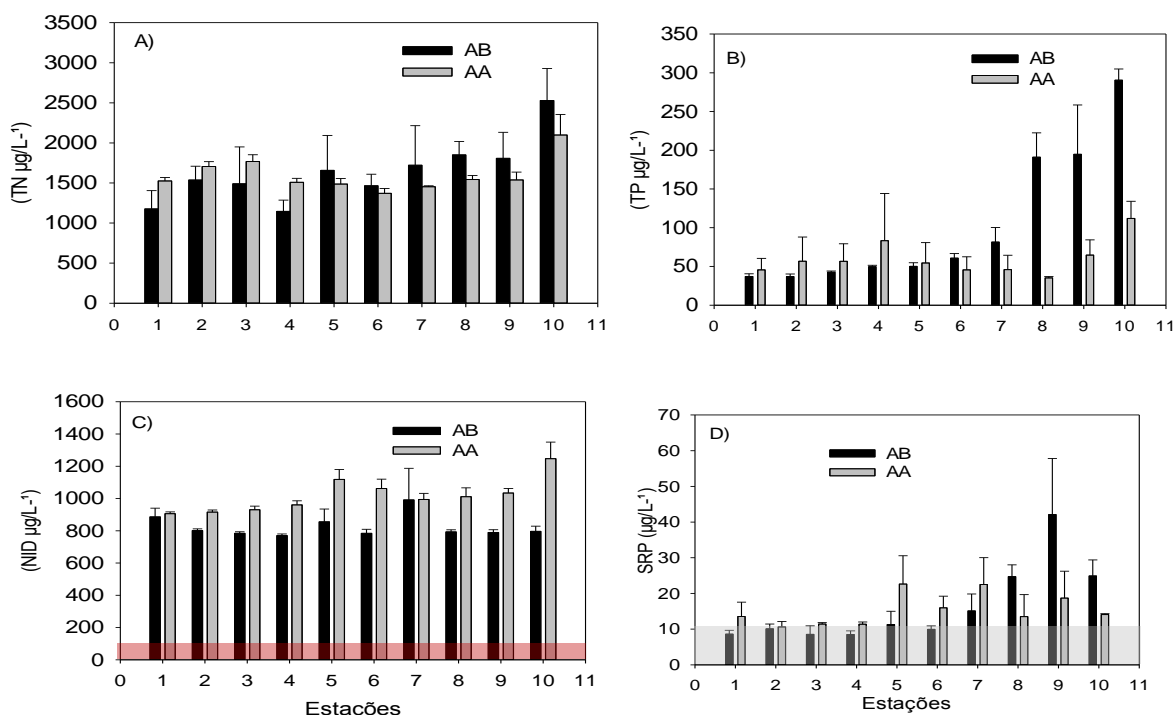 A)
AB
AA
(TN µg/L-¹)
3500
3000
2500
2000
1500
1000
500
0
0 1 2 3 4 5 6 7 8 9 10 11
B)
AB
AA
(TP µg/L-¹)
350
300
250
200
150
100
50
0
0 1 2 3 4 5 6 7 8 9 10 11
C)
AB
AA
(NID µg/L-¹)
1600
1400
1200
1000
800
600
400
200
0
0 1 2 3 4 5 6 7 8 9 10 11
Estacões
D)
AB
AA
SRP (µg/L-¹)
70
60
50
40
30
20
10
0
0 1 2 3 4 5 6 7 8 9 10 11
Estações